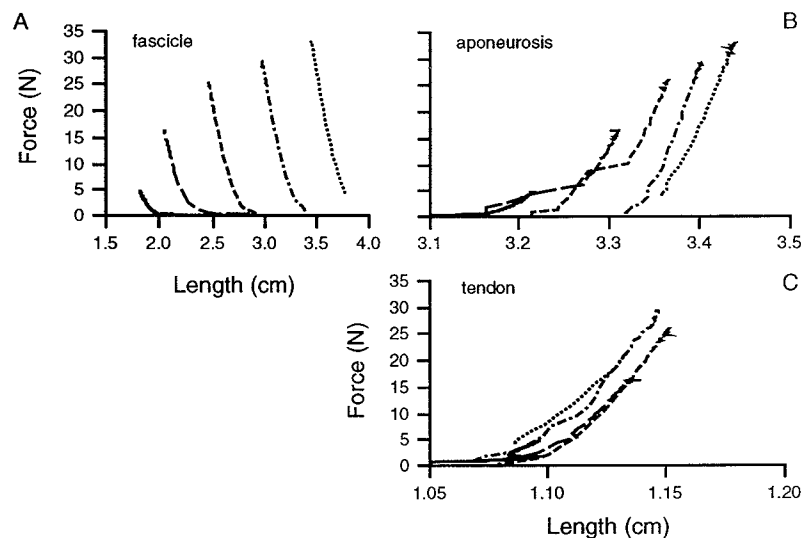 A
fascicle
35
30
25
20
15
10
5
0
Force (N)
1.5 2.0 2.5 3.0 3.5 4.0
Length (cm)
B
aponeurosis
3.1 3.2 3.3 3.4 3.5
C
tendon
35
30
25
20
15
10
5
0
Force (N)
1.05 1.10 1.15 1.20
Length (cm)